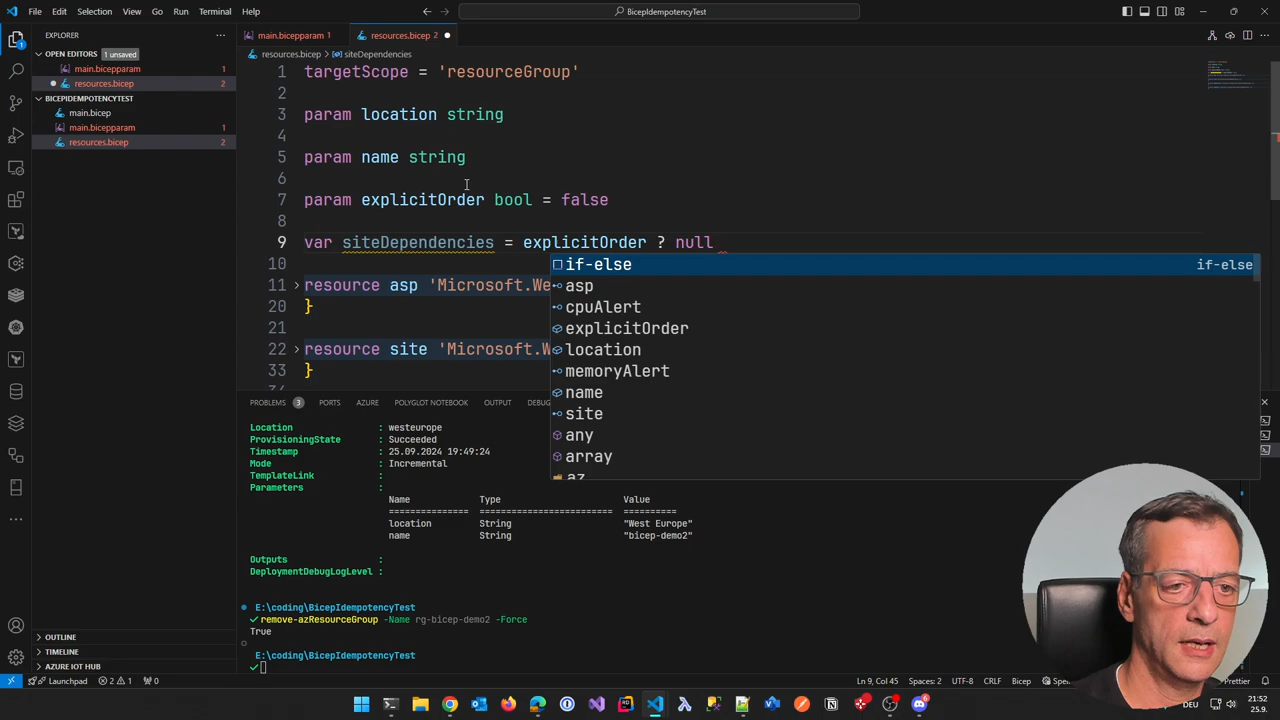 File Edit Selection View Go Run Terminal Help
BicepIdempotencyTest
EXPLORER
OPEN EDITORS 1 unsaved
main.bicepparam 1
resources.bicep 2
BICEPIDEMPOTENCYTEST
main.bicep
main.bicepparam 1
resources.bicep 2
OUTLINE
TIMELINE
AZURE IOT HUB
main.bicepparam 1
resources.bicep 2
resources.bicep > siteDependencies
1 targetScope = 'resourceGroup'
2
3 param location string
4
5 param name string
6
7 param explicitOrder bool = false
8
9 var siteDependencies = explicitOrder ? null
10
11 resource asp 'Microsoft.We
20 }
21
22 resource site 'Microsoft.W
33 }
34
if-else if-else
asp
cpuAlert
explicitOrder
location
memoryAlert
name
site
any
array
az
PROBLEMS 3 PORTS AZURE POLYGLOT NOTEBOOK OUTPUT DEBU
Location : westeurope
ProvisioningState : Succeeded
Timestamp : 25.09.2024 19:49:24
Mode : Incremental
TemplateLink :
Parameters :
Name Type Value
=============== ========================= ==========
location String "West Europe"
name String "bicep-demo2"
Outputs :
DeploymentDebugLogLevel :
E:\coding\BicepIdempotencyTest
remove-azResourceGroup -Name rg-bicep-demo2 -Force
True
E:\coding\BicepIdempotencyTest
Launchpad 2 1 0
Ln 9, Col 45 Spaces: 2 UTF-8 CRLF Bicep Prettier
DEU
21:52
25.9.